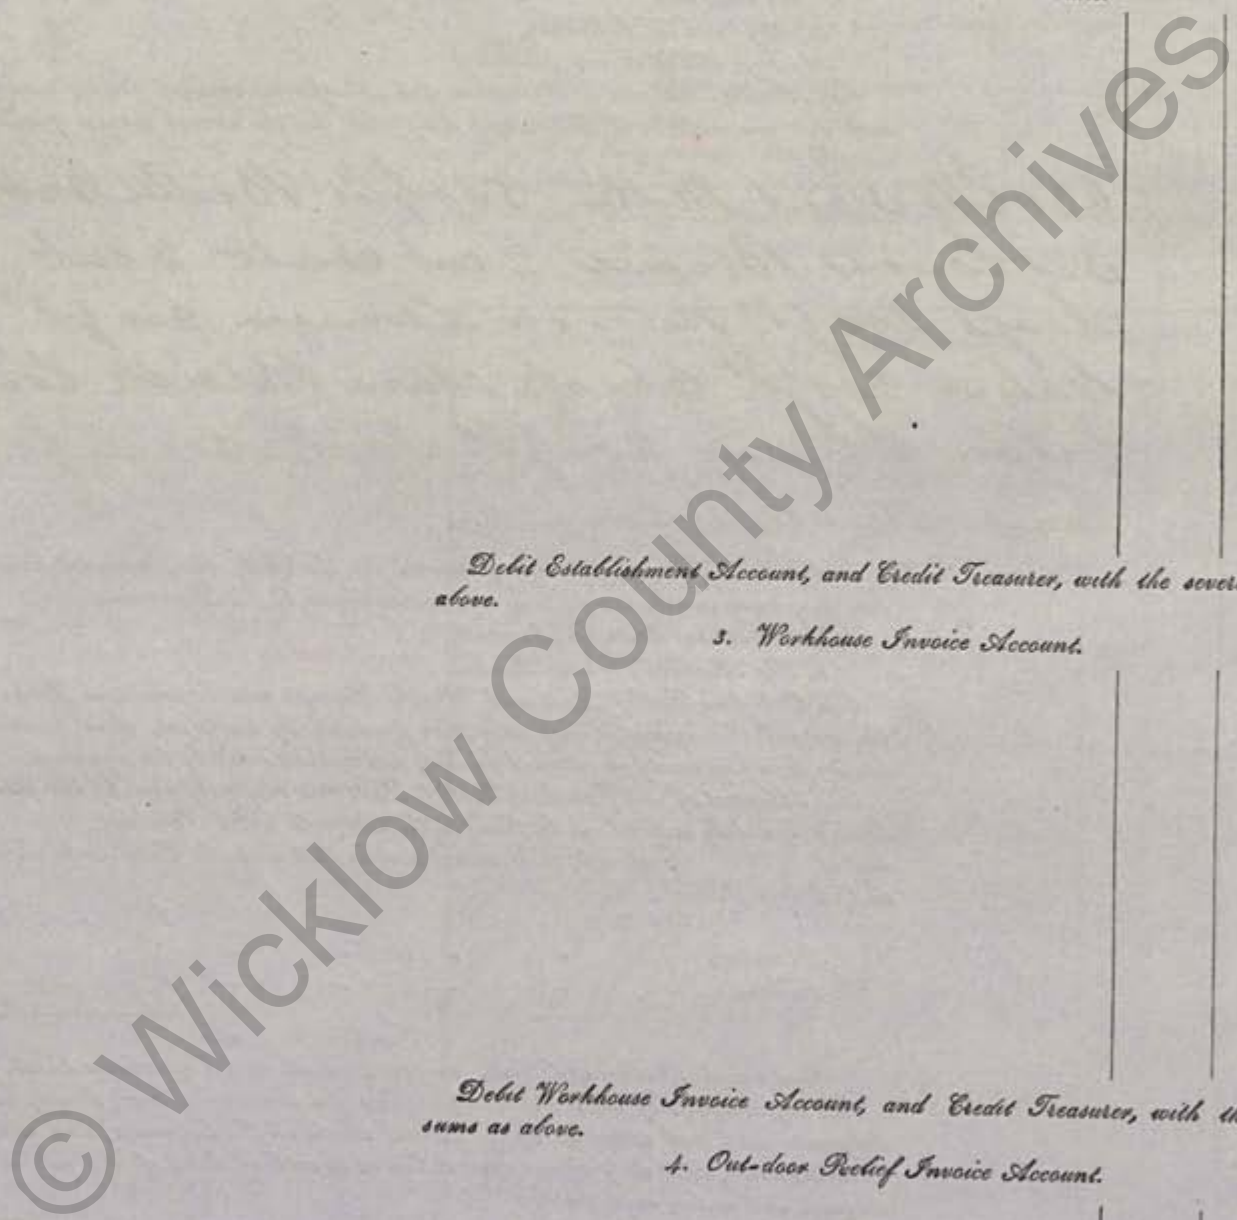 Debit Establishment Account, and Credit Treasurer, with the
above.
3. Workhouse Invoice Account.
Debit Workhouse Invoice Account, and Credit Treasurer, with
sums as above.
4. Out-door Relief Invoice Account.
© Wicklow County Archives